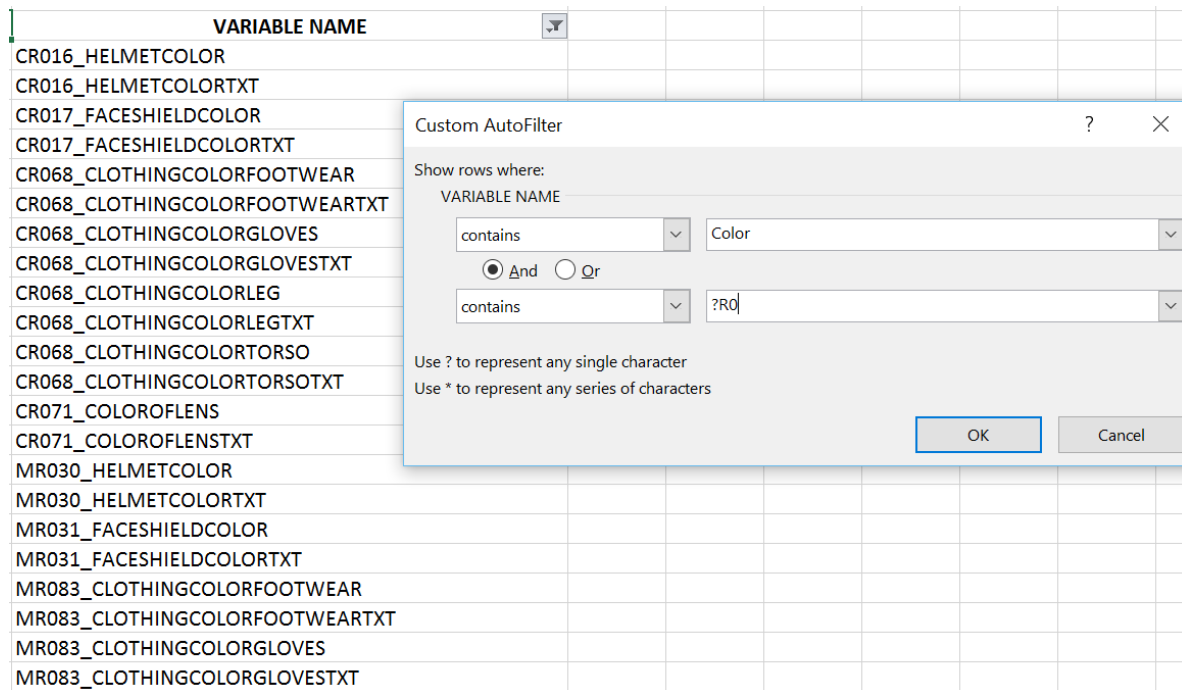 VARIABLE NAME
CR016_HELMETCOLOR
CR016_HELMETCOLORTXT
CR017_FACESHIELDCOLOR
CR017_FACESHIELDCOLORTXT
CR068_CLOTHINGCOLORFOOTWEAR
CR068_CLOTHINGCOLORFOOTWEARTXT
CR068_CLOTHINGCOLORGLOVES
CR068_CLOTHINGCOLORGLOVESTXT
CR068_CLOTHINGCOLORLEG
CR068_CLOTHINGCOLORLEGTXT
CR068_CLOTHINGCOLORTORSO
CR068_CLOTHINGCOLORTORSOTXT
CR071_COLOROFLENS
CR071_COLOROFLENSTXT
MR030_HELMETCOLOR
MR030_HELMETCOLORTXT
MR031_FACESHIELDCOLOR
MR031_FACESHIELDCOLORTXT
MR083_CLOTHINGCOLORFOOTWEAR
MR083_CLOTHINGCOLORFOOTWEARTXT
MR083_CLOTHINGCOLORGLOVES
MR083_CLOTHINGCOLORGLOVESTXT
Custom AutoFilter ?
Show rows where:
VARIABLE NAME
contains Color
And Or
contains ?R0
Use ? to represent any single character
Use * to represent any series of characters
OK Cancel